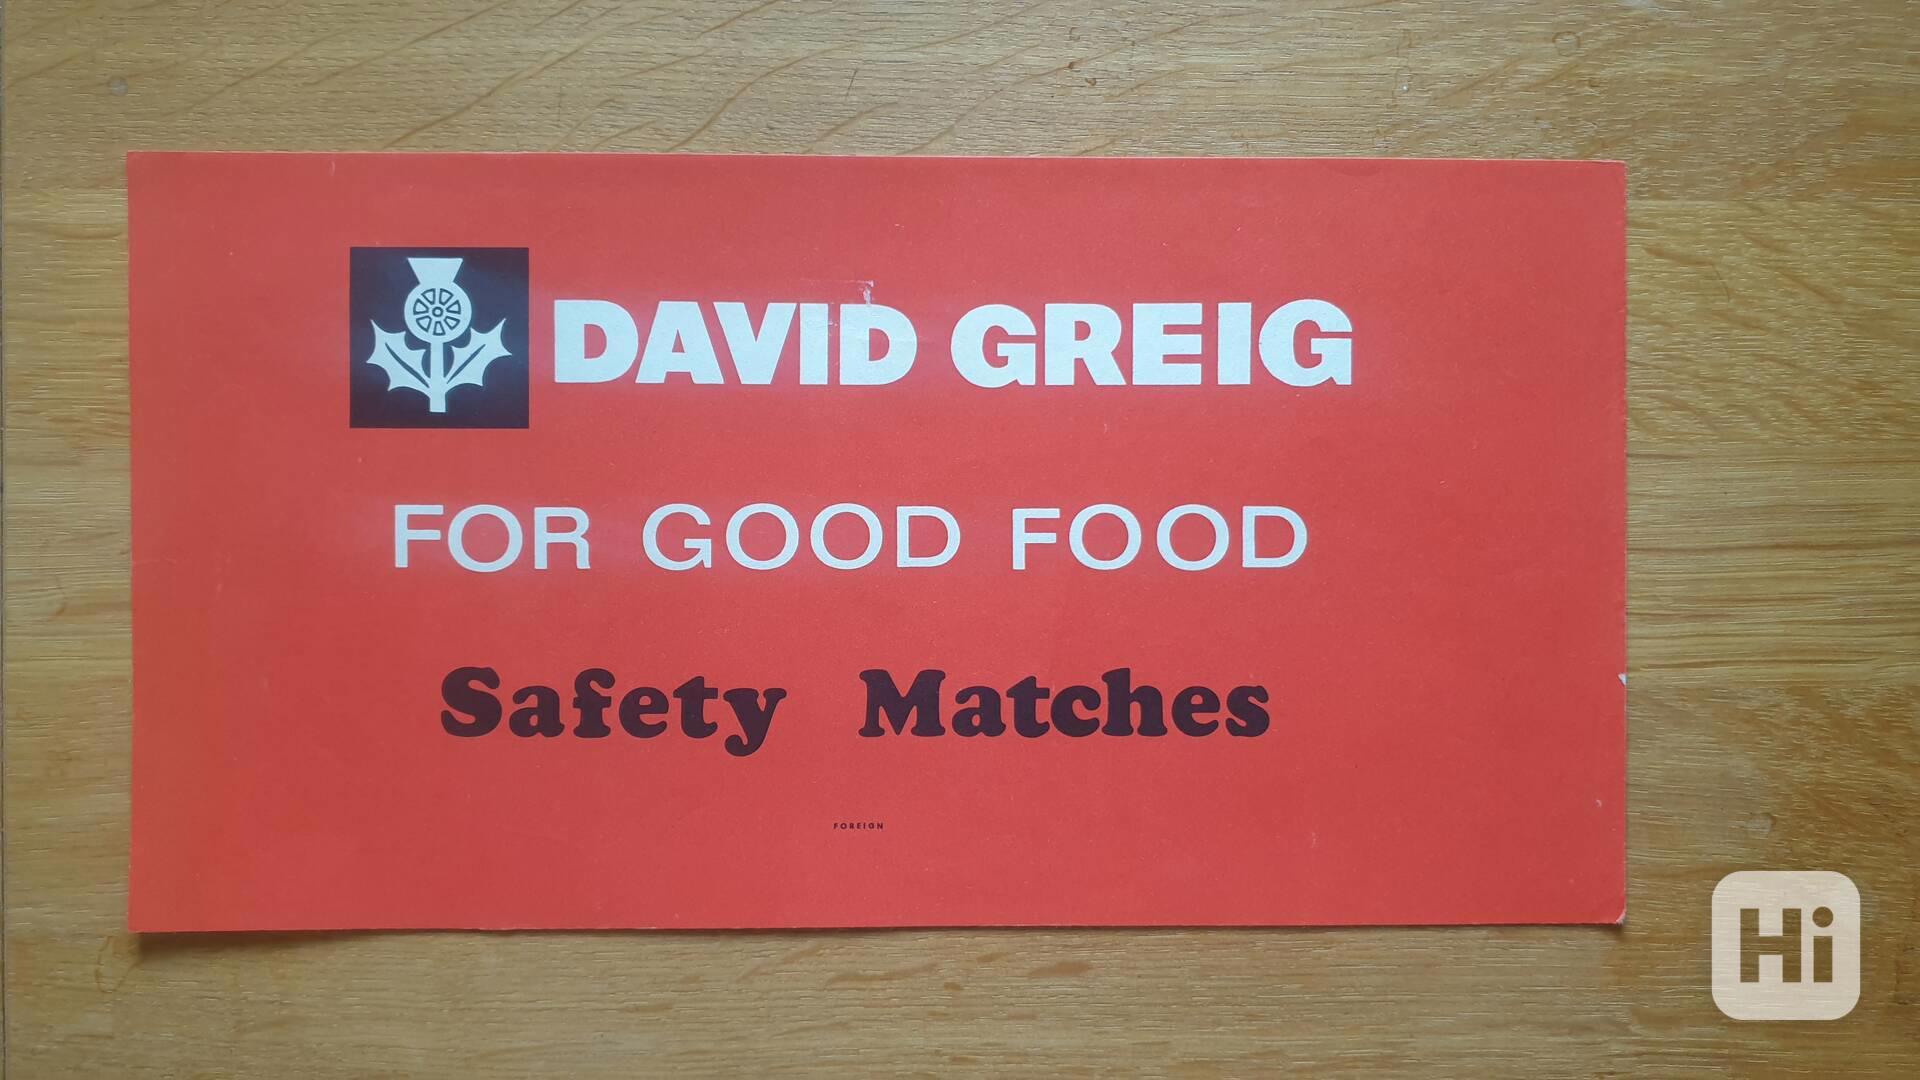 DAVID GREIG
FOR GOOD FOOD
Safety Matches
FOREIGN
Hi